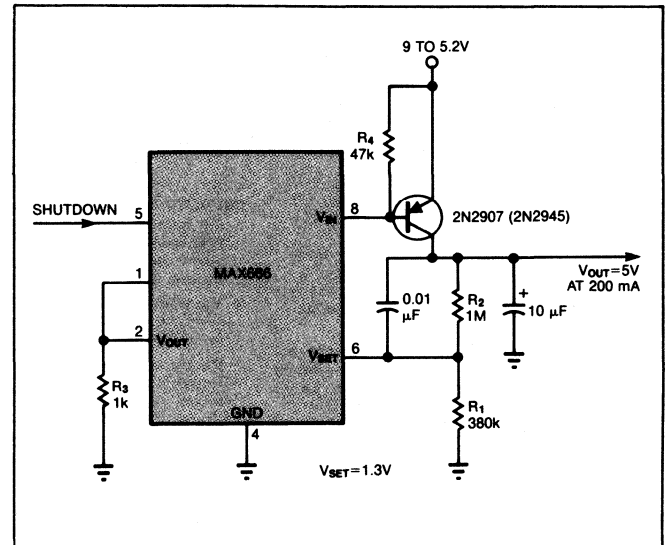 9 TO 5.2V
R4
47k
SHUTDOWN
5
8
VIN
2N2907 (2N2945)
1
MAX666
VOUT=5V
AT 200 mA
0.01
μF
R2
1M
+
10 μF
2
VOUT
VSET
6
R3
1k
R1
380k
GND
4
VSET=1.3V